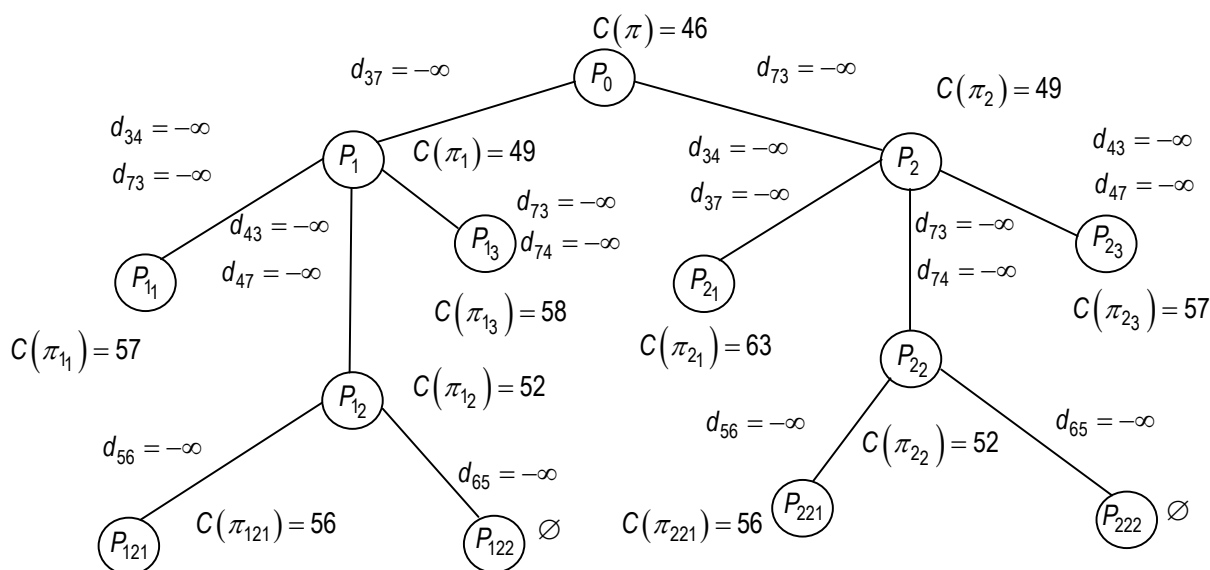 C(π) = 46
d₃₇ = −∞
P₀
d₇₃ = −∞
C(π₂) = 49
d₃₄ = −∞
d₇₃ = −∞
P₁
C(π₁) = 49
d₃₄ = −∞
d₃₇ = −∞
P₂
d₄₃ = −∞
d₄₇ = −∞
d₄₃ = −∞
d₄₇ = −∞
d₇₃ = −∞
d₇₄ = −∞
P₁₃
d₇₃ = −∞
d₇₄ = −∞
P₂₃
P₁₁
P₂₁
C(π₁₃) = 58
C(π₂₃) = 57
C(π₁₁) = 57
C(π₂₁) = 63
P₂₂
P₁₂
C(π₁₂) = 52
d₅₆ = −∞
d₆₅ = −∞
d₅₆ = −∞
C(π₂₂) = 52
d₆₅ = −∞
P₁₂₁
C(π₁₂₁) = 56
P₁₂₂
∅
C(π₂₂₁) = 56
P₂₂₁
P₂₂₂
∅